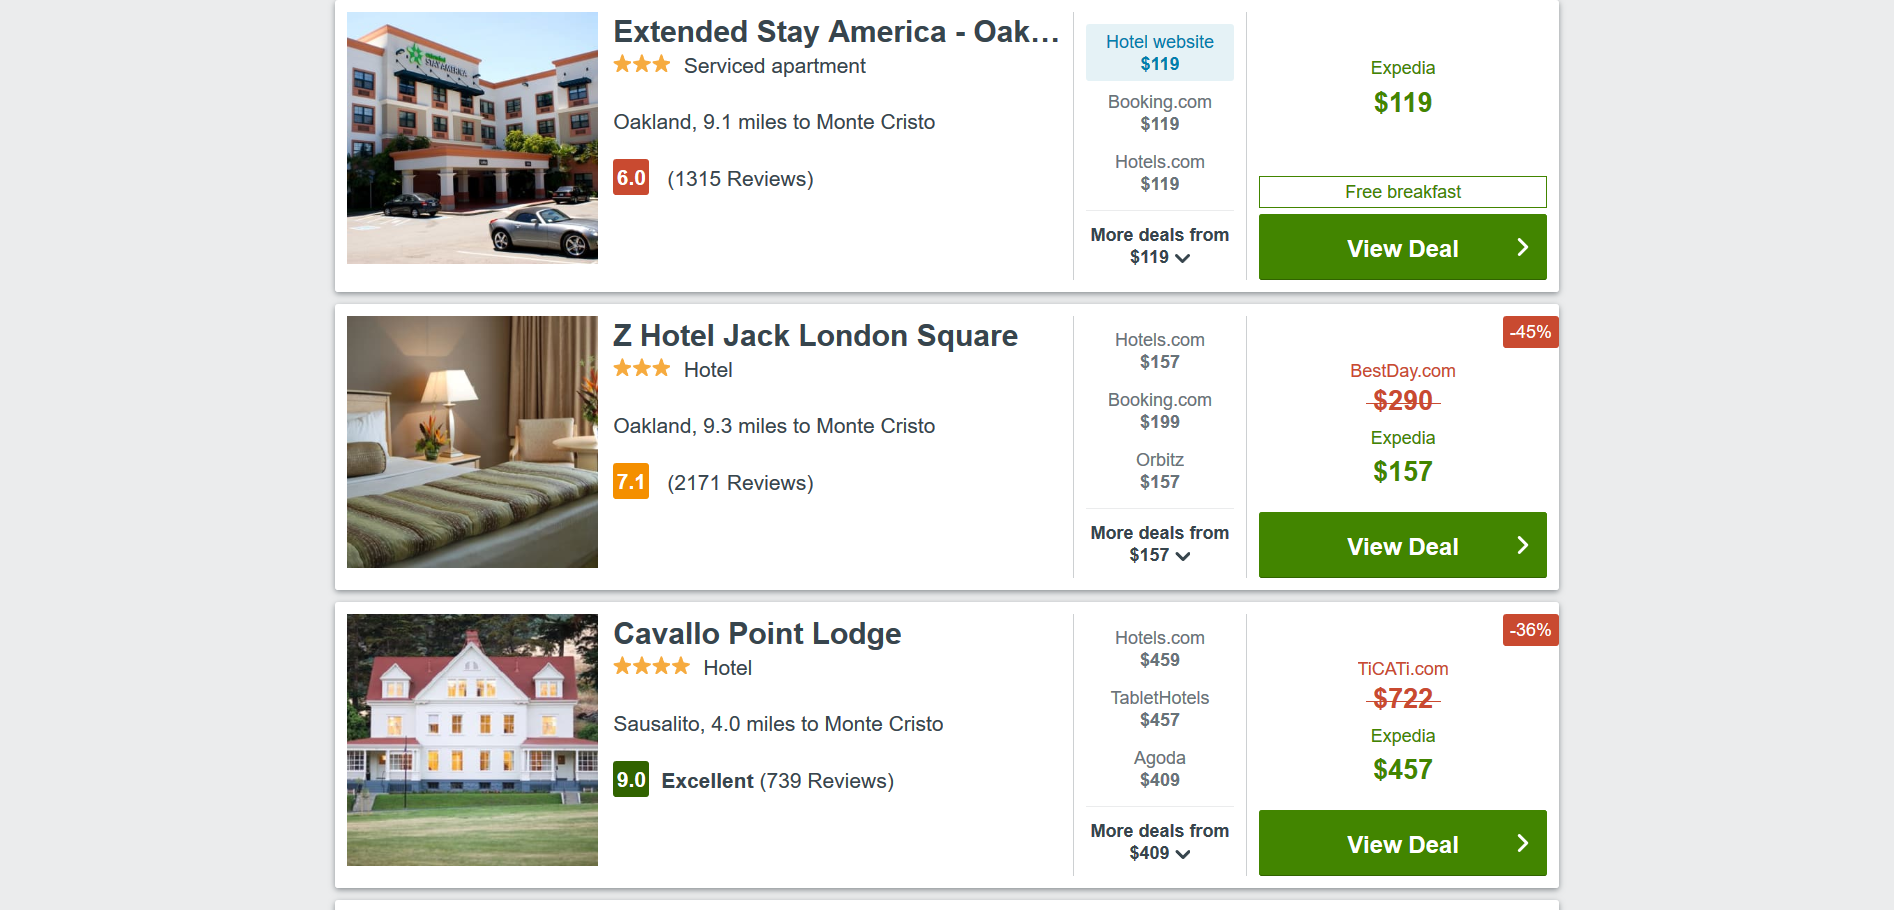 Extended Stay America - Oak...
Serviced apartment
Oakland, 9.1 miles to Monte Cristo
6.0 (1315 Reviews)
Hotel website
$119
Booking.com
$119
Hotels.com
$119
More deals from
$119
Expedia
$119
Free breakfast
View Deal
Z Hotel Jack London Square
Hotel
Oakland, 9.3 miles to Monte Cristo
7.1 (2171 Reviews)
Hotels.com
$157
Booking.com
$199
Orbitz
$157
More deals from
$157
-45%
BestDay.com
$290
Expedia
$157
View Deal
Cavallo Point Lodge
Hotel
Sausalito, 4.0 miles to Monte Cristo
9.0 Excellent (739 Reviews)
Hotels.com
$459
TabletHotels
$457
Agoda
$409
More deals from
$409
-36%
TiCATi.com
$722
Expedia
$457
View Deal